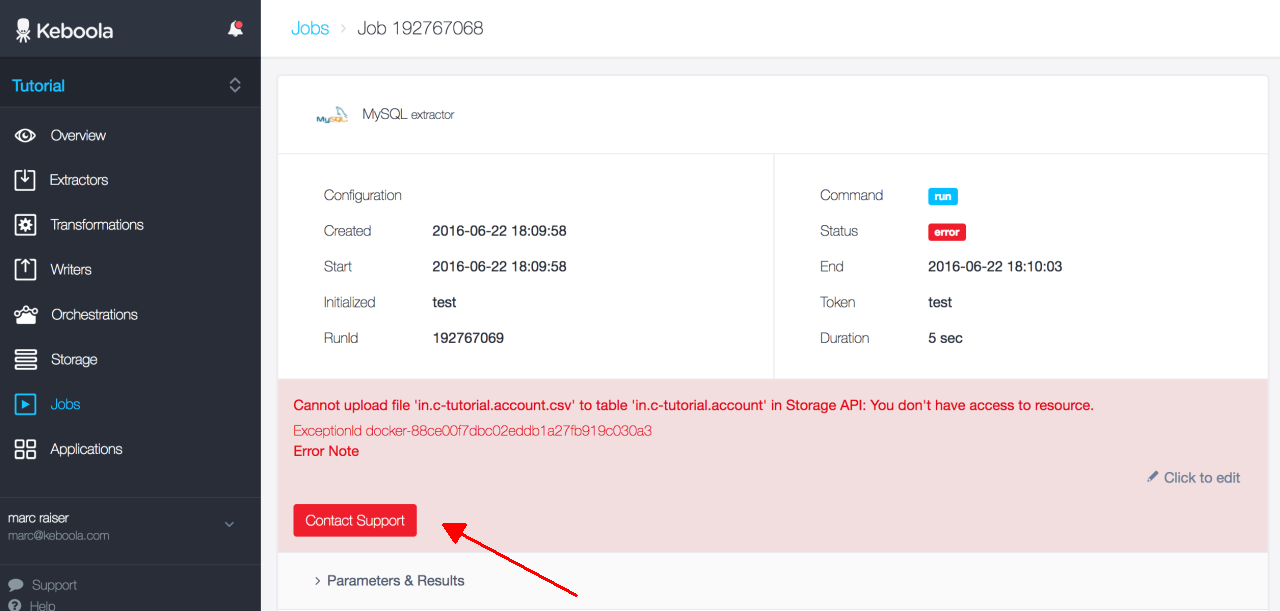 Keboola
Tutorial
Overview
Extractors
Transformations
Writers
Orchestrations
Storage
Jobs
Applications
marc raiser
marc@keboola.com
Support
Help
Jobs > Job 192767068
MySQL MySQL extractor
Configuration
Created 2016-06-22 18:09:58
Start 2016-06-22 18:09:58
Initialized test
RunId 192767069
Command run
Status error
End 2016-06-22 18:10:03
Token test
Duration 5 sec
Cannot upload file 'in.c-tutorial.account.csv' to table 'in.c-tutorial.account' in Storage API: You don't have access to resource.
ExceptionId docker-88ce00f7dbc02eddb1a27fb919c030a3
Error Note
Click to edit
Contact Support
Parameters & Results